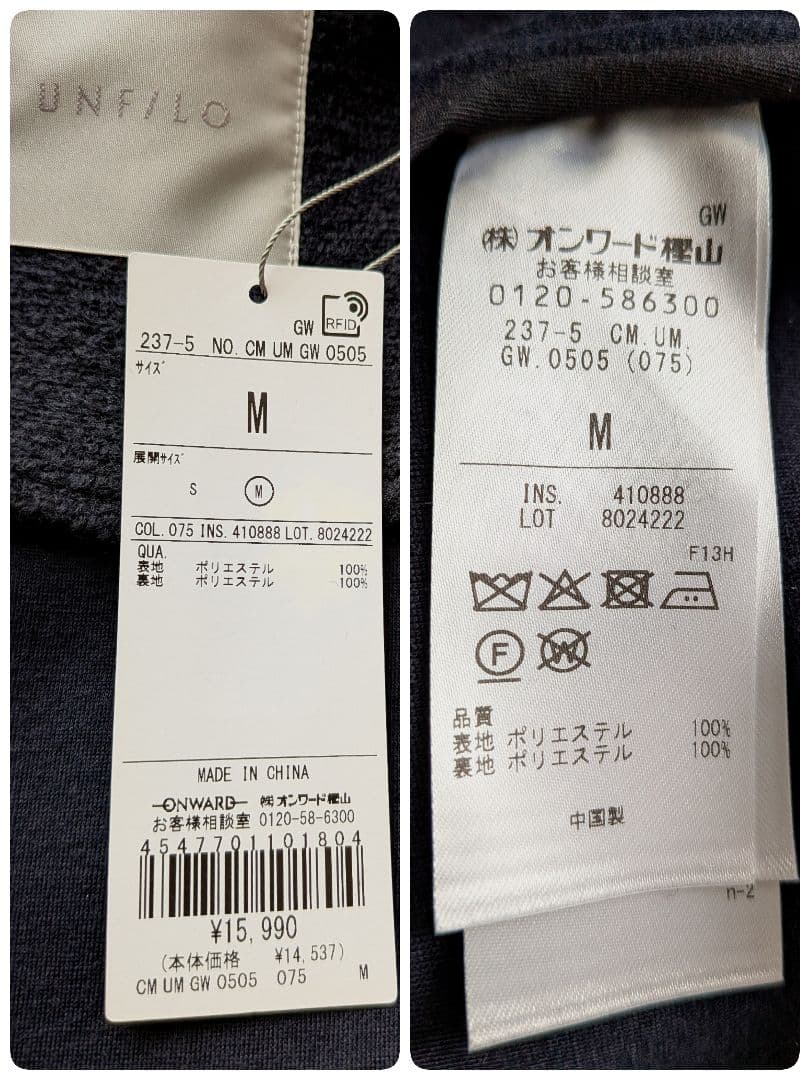 UNF/LO
GW RFID
237-5 NO. CM UM GW 0505
サイズ
M
展開サイズ
S M
COL. 075 INS. 410888 LOT. 8024222
QUA.
表地 ポリエステル 100%
裏地 ポリエステル 100%
MADE IN CHINA
ONWARD ㈱オンワード樫山
お客様相談室 0120-58-6300
4547701101804
¥15,990
(本体価格 ¥14,537)
CM UM GW 0505 075 M
GW
㈱オンワード樫山
お客様相談室
0120-586300
237-5 CM.UM.
GW.0505 (075)
M
INS. 410888
LOT 8024222
F13H
F W
品質
表地 ポリエステル 100%
裏地 ポリエステル 100%
中国製
n-2